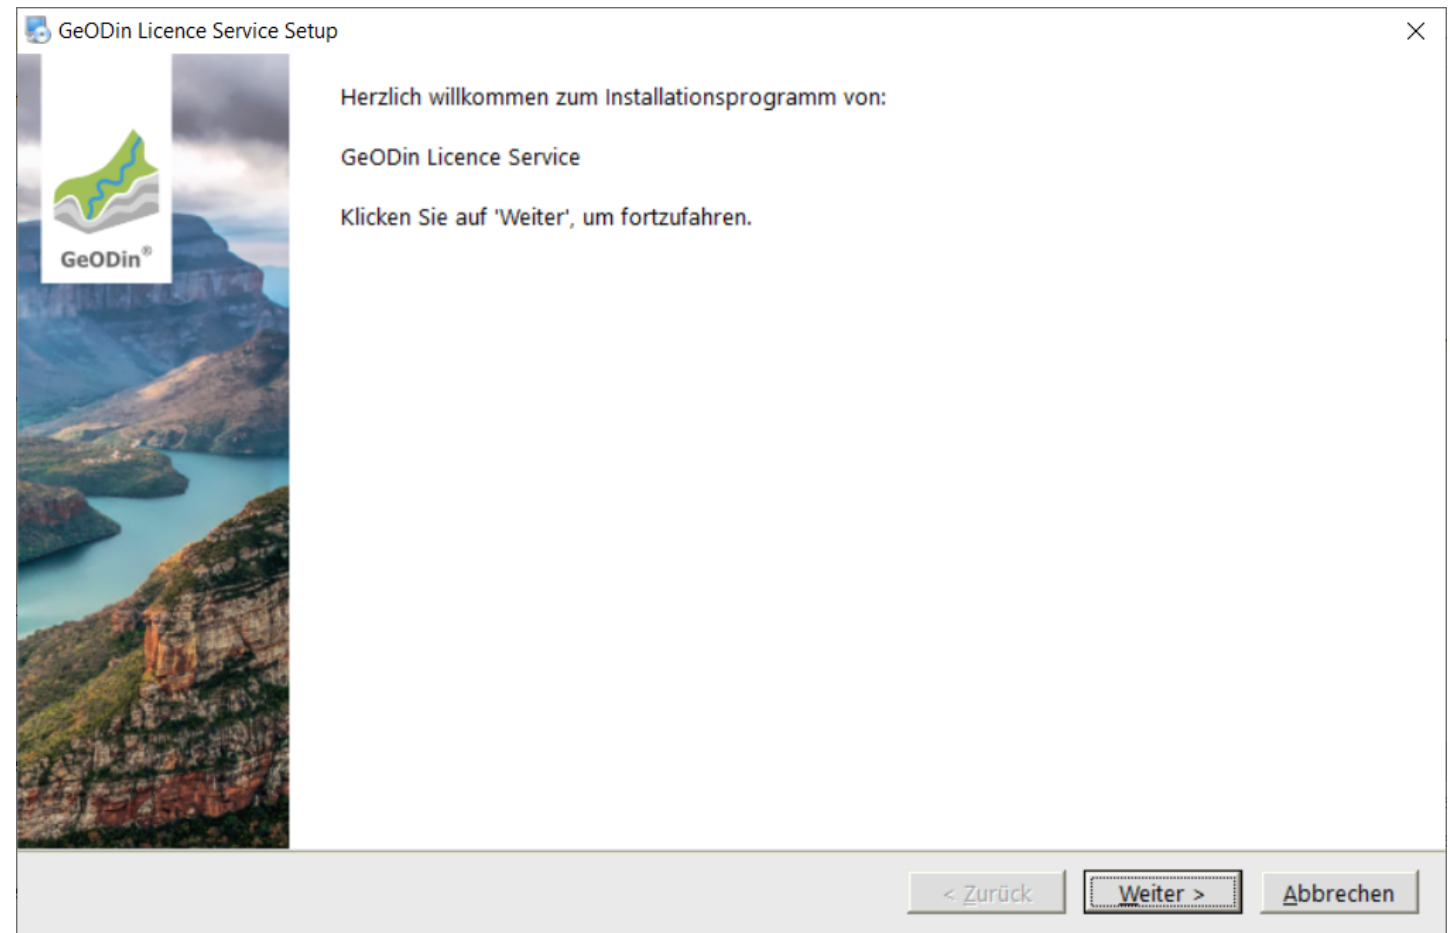 GeODin Licence Service Setup
GeODin®
Herzlich willkommen zum Installationsprogramm von:
GeODin Licence Service
Klicken Sie auf 'Weiter', um fortzufahren.
< Zurück
Weiter >
Abbrechen